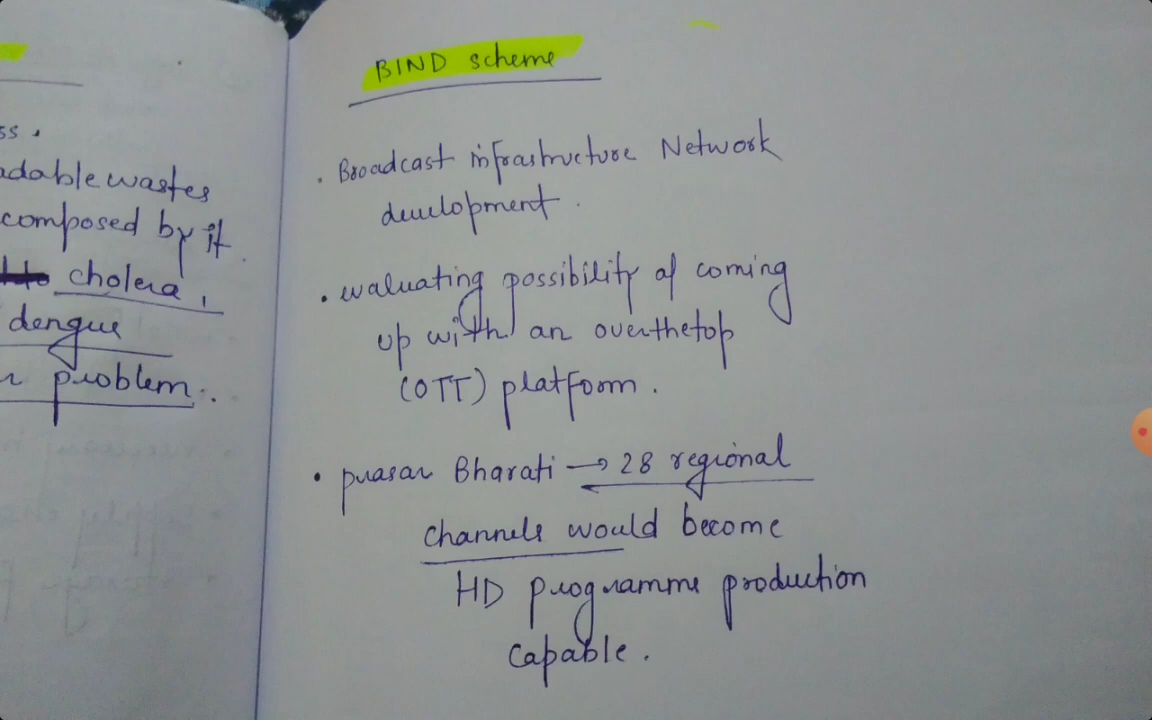 ss.
adable wastes
composed by it.
cholera,
dengue
problem.
BIND scheme
. Broadcast infrastructure Network
development.
. evaluating possibility of coming
up with an overthetop
(OTT) platform.
. prasar Bharati → 28 regional
channels would become
HD programme production
capable.